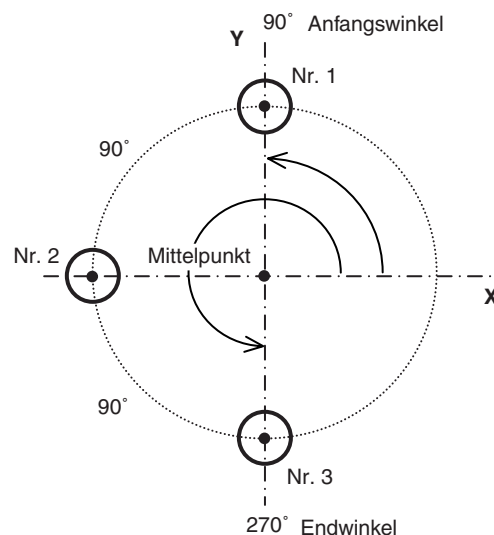 90° Anfangswinkel
Y
Nr. 1
90°
Nr. 2
Mittelpunkt
X
90°
Nr. 3
270° Endwinkel